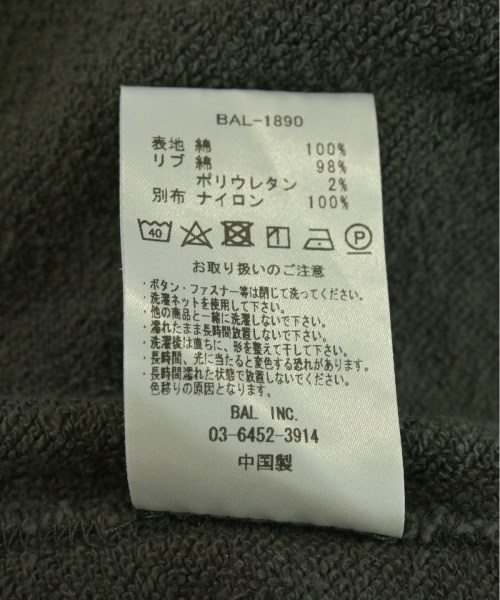 BAL-1890
表地 綿 100%
リブ 綿 98%
ポリウレタン 2%
別布 ナイロン 100%
40 P
お取り扱いのご注意
・ボタン・ファスナー等は閉じて洗ってください。
・洗濯ネットを使用して下さい。
・他の商品と一緒に洗濯しないで下さい。
・濡れたまま長時間放置しないで下さい。
・洗濯後は直ちに、形を整えて干して下さい。
・長時間、光に当たると変色する恐れがあります。
・長時間濡れた状態で放置しないでください。
色移りの原因となります。
BAL INC.
03-6452-3914
中国製